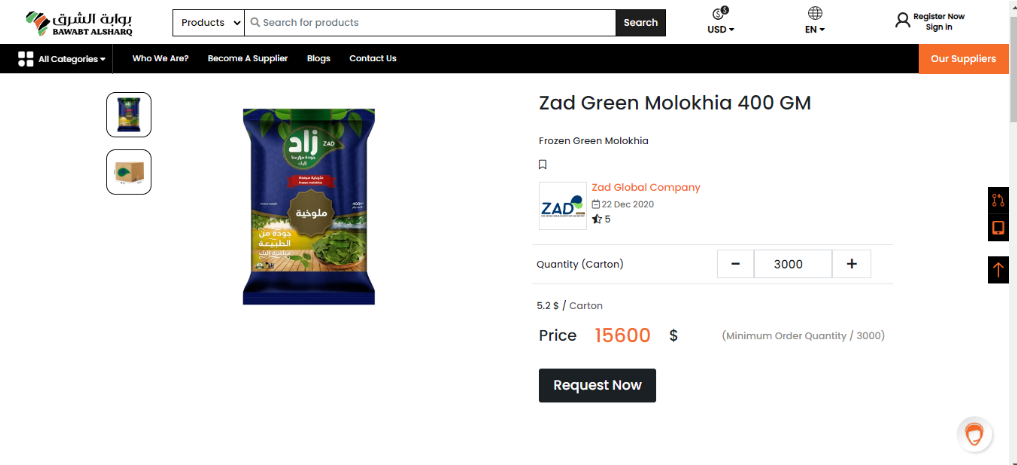 بوابة الشرق
BAWABT ALSHARQ
Products
Search for products
Search
USD
EN
Register Now
Sign in
All Categories
Who We Are?
Become A Supplier
Blogs
Contact Us
Our Suppliers
Zad Green Molokhia 400 GM
Frozen Green Molokhia
Zad Global Company
22 Dec 2020
5
ZAD
Quantity (Carton)
-
3000
+
5.2 $ / Carton
Price 15600 $
(Minimum Order Quantity / 3000)
Request Now
زاد
ZAD
ملوخية
جودة من
الطبيعة